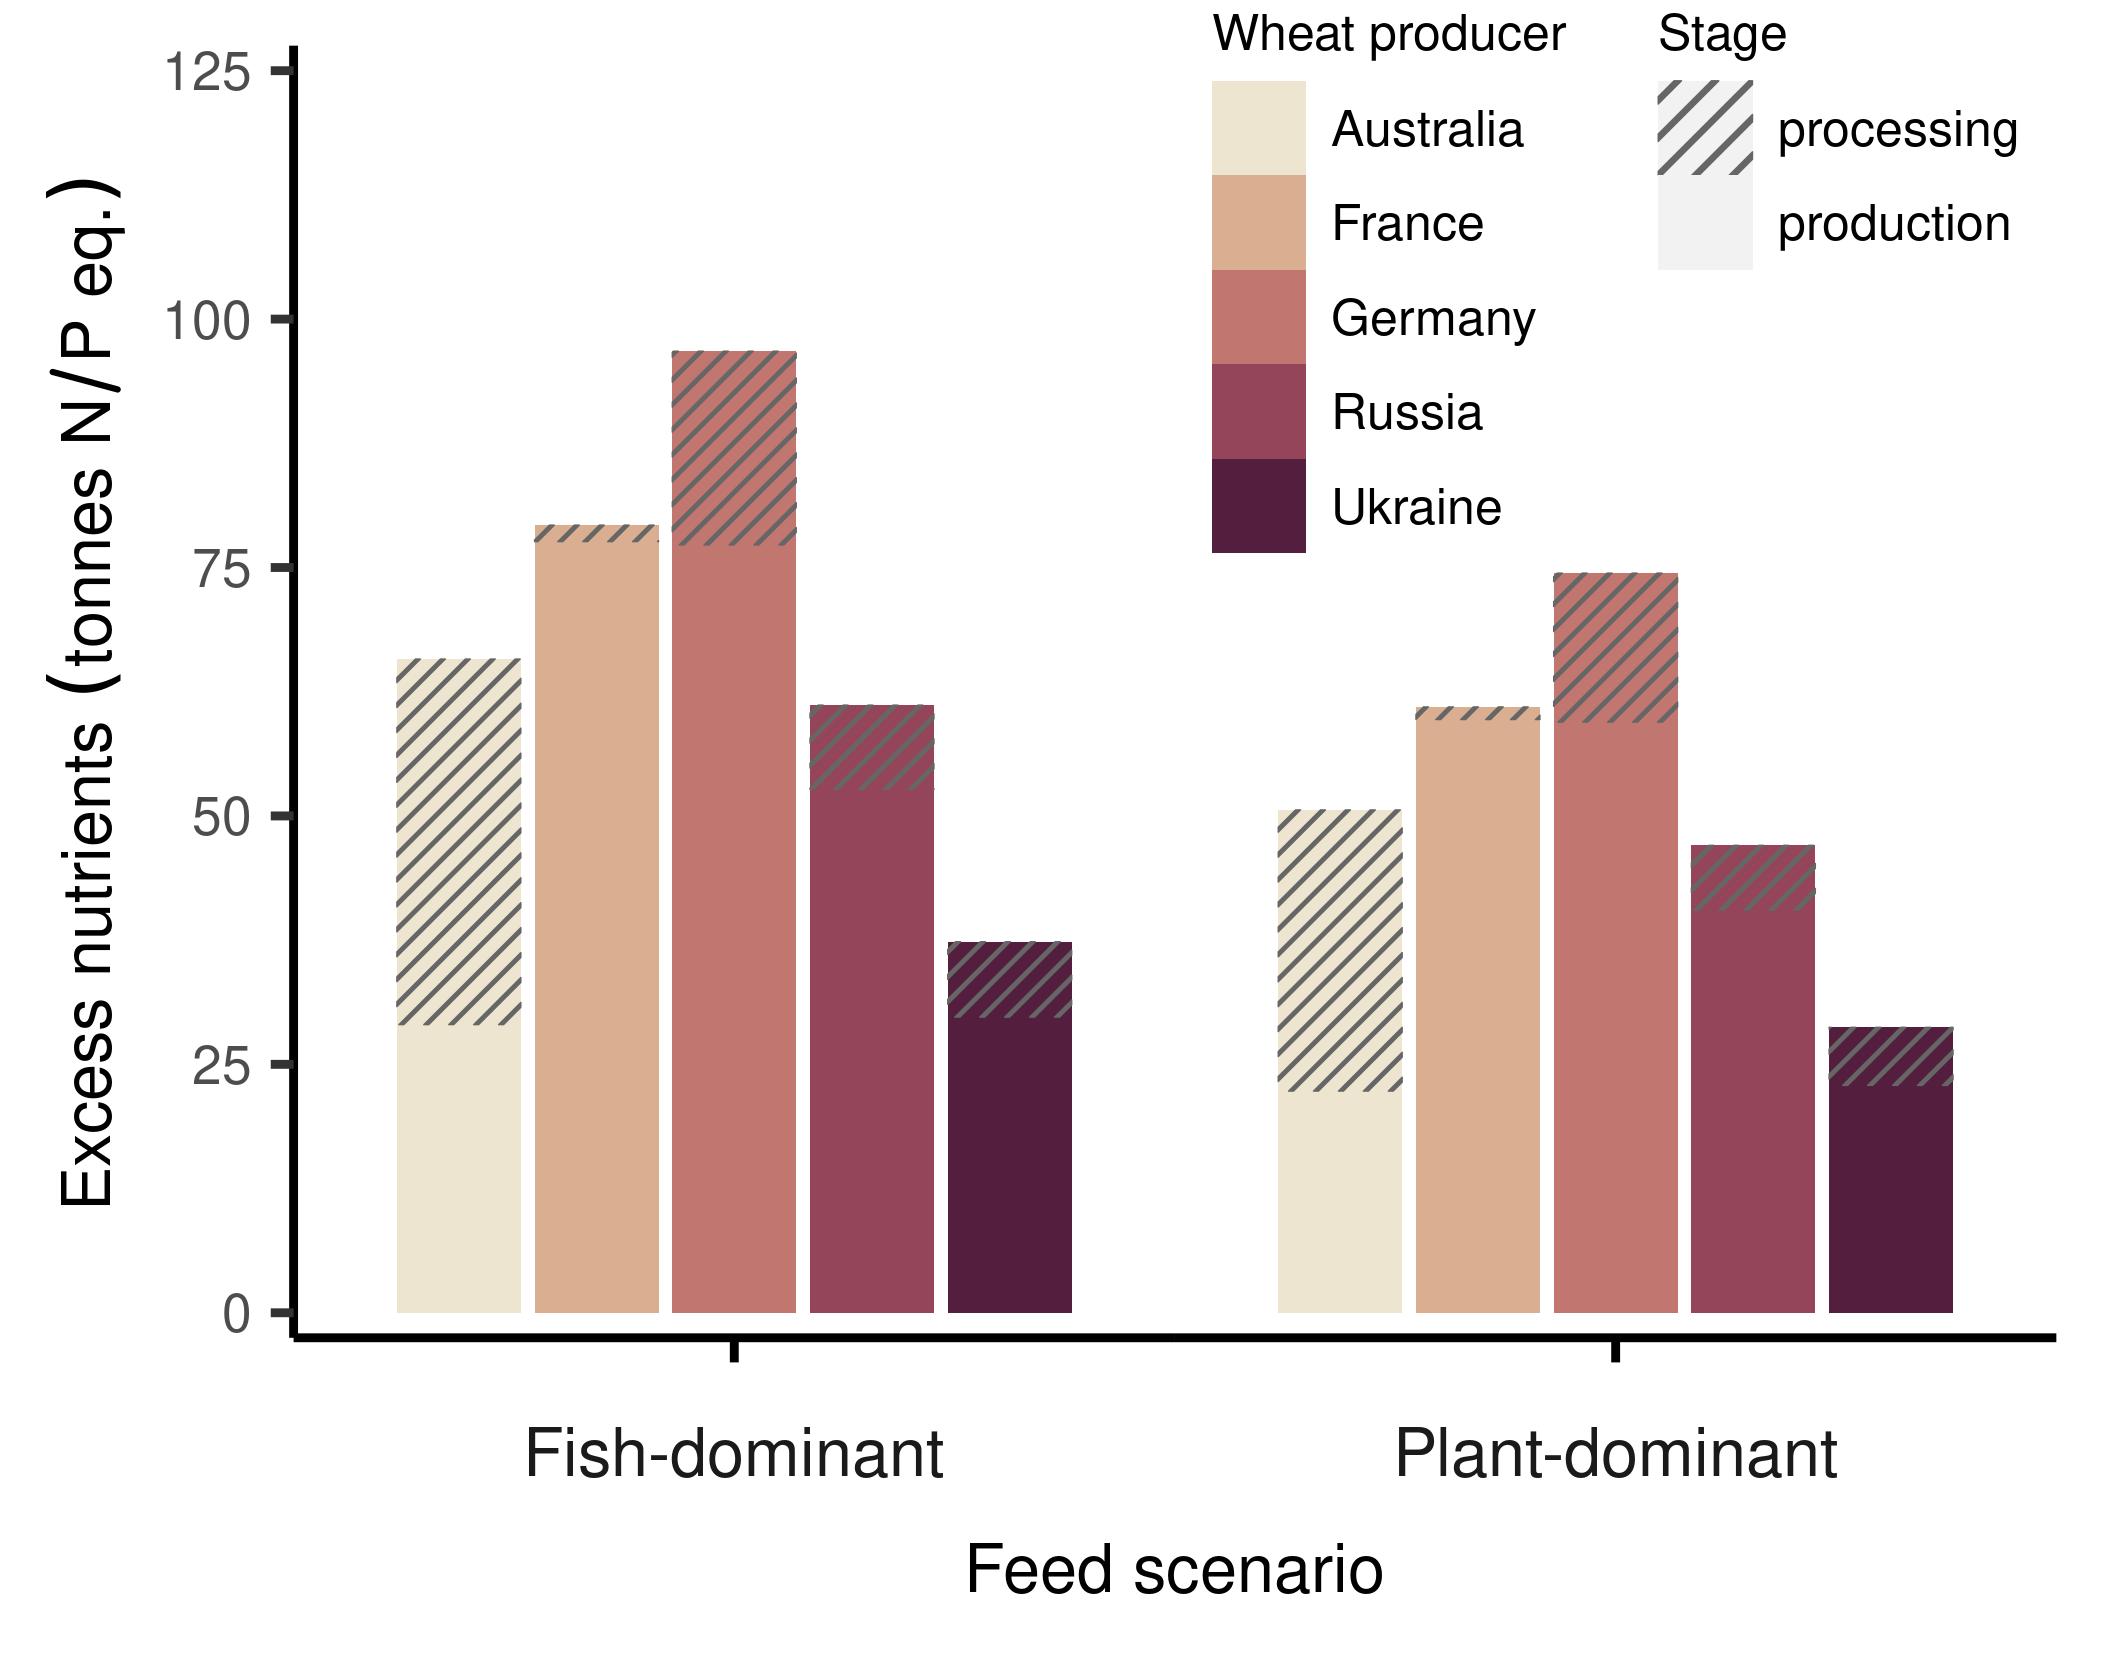 Wheat producer
Australia
France
Germany
Russia
Ukraine
Stage
processing
production
Excess nutrients (tonnes N/P eq.)
125
100
75
50
25
0
Fish-dominant
Plant-dominant
Feed scenario